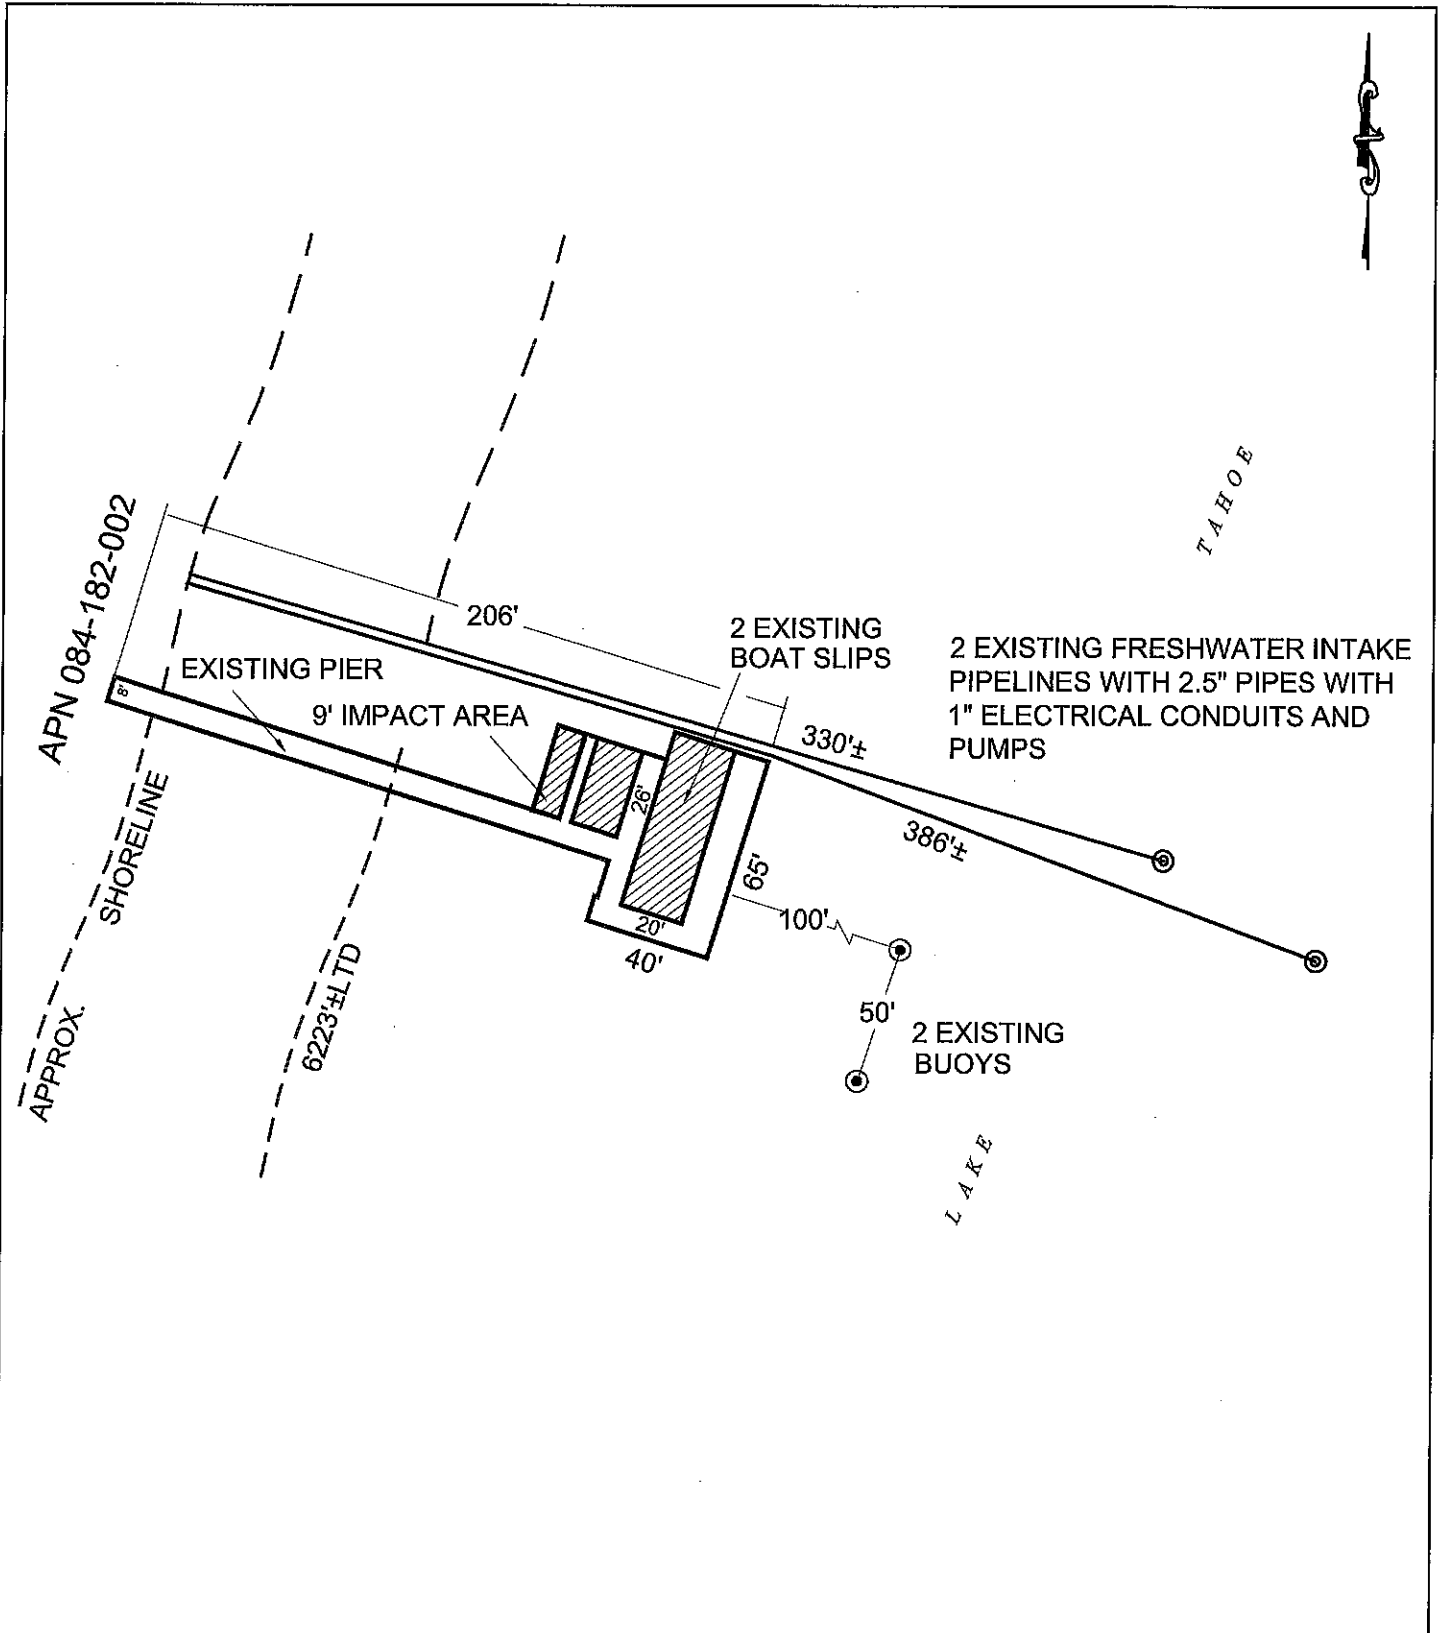 TAHOE
APN 084-182-002
206'
2 EXISTING
BOAT SLIPS
2 EXISTING FRESHWATER INTAKE
PIPELINES WITH 2.5" PIPES WITH
1" ELECTRICAL CONDUITS AND
PUMPS
EXISTING PIER
8'
9' IMPACT AREA
330'±
26'
386'±
65'
20'
40'
100'
50'
2 EXISTING
BUOYS
APPROX. SHORELINE
6223'±LTD
LAKE